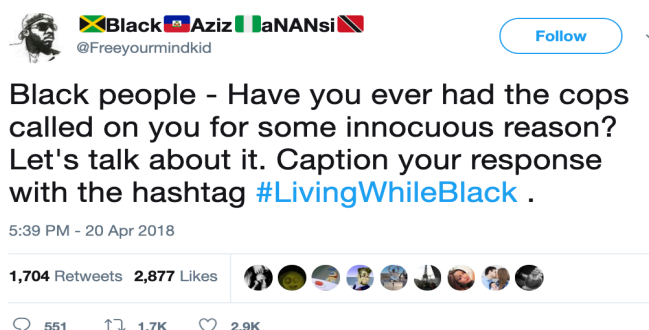 🇯🇲Black🇭🇹Aziz🇳🇬aNANsi🇹🇹
@Freeyourmindkid
Follow
Black people - Have you ever had the cops
called on you for some innocuous reason?
Let's talk about it. Caption your response
with the hashtag #LivingWhileBlack .
5:39 PM - 20 Apr 2018
1,704 Retweets 2,877 Likes
551 1.7K 2.9K